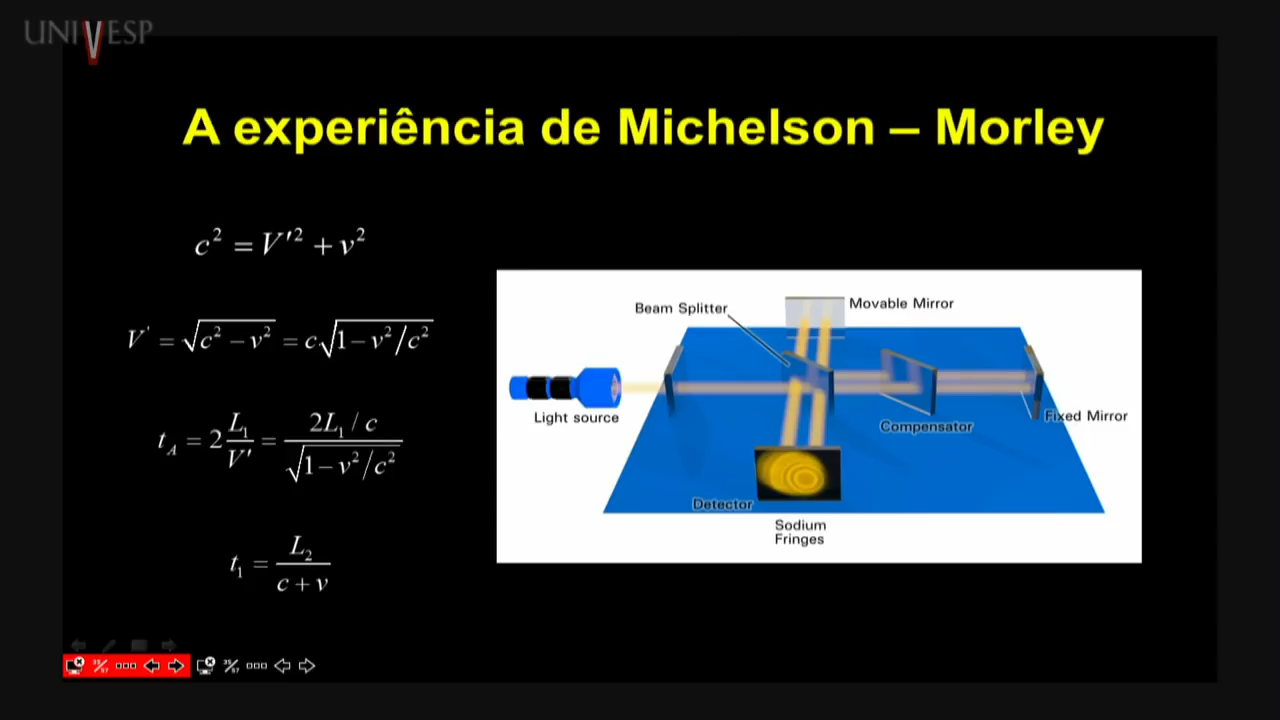 UNIVESP
A experiência de Michelson – Morley
c² = V'² + v²
V' = √(c² − v²) = c√(1 − v²/c²)
t_A = 2 L₁/V' = (2L₁ / c)/√(1 − v²/c²)
t₁ = L₂/(c + v)
Beam Splitter
Movable Mirror
Light source
Compensator
Fixed Mirror
Detector
Sodium
Fringes